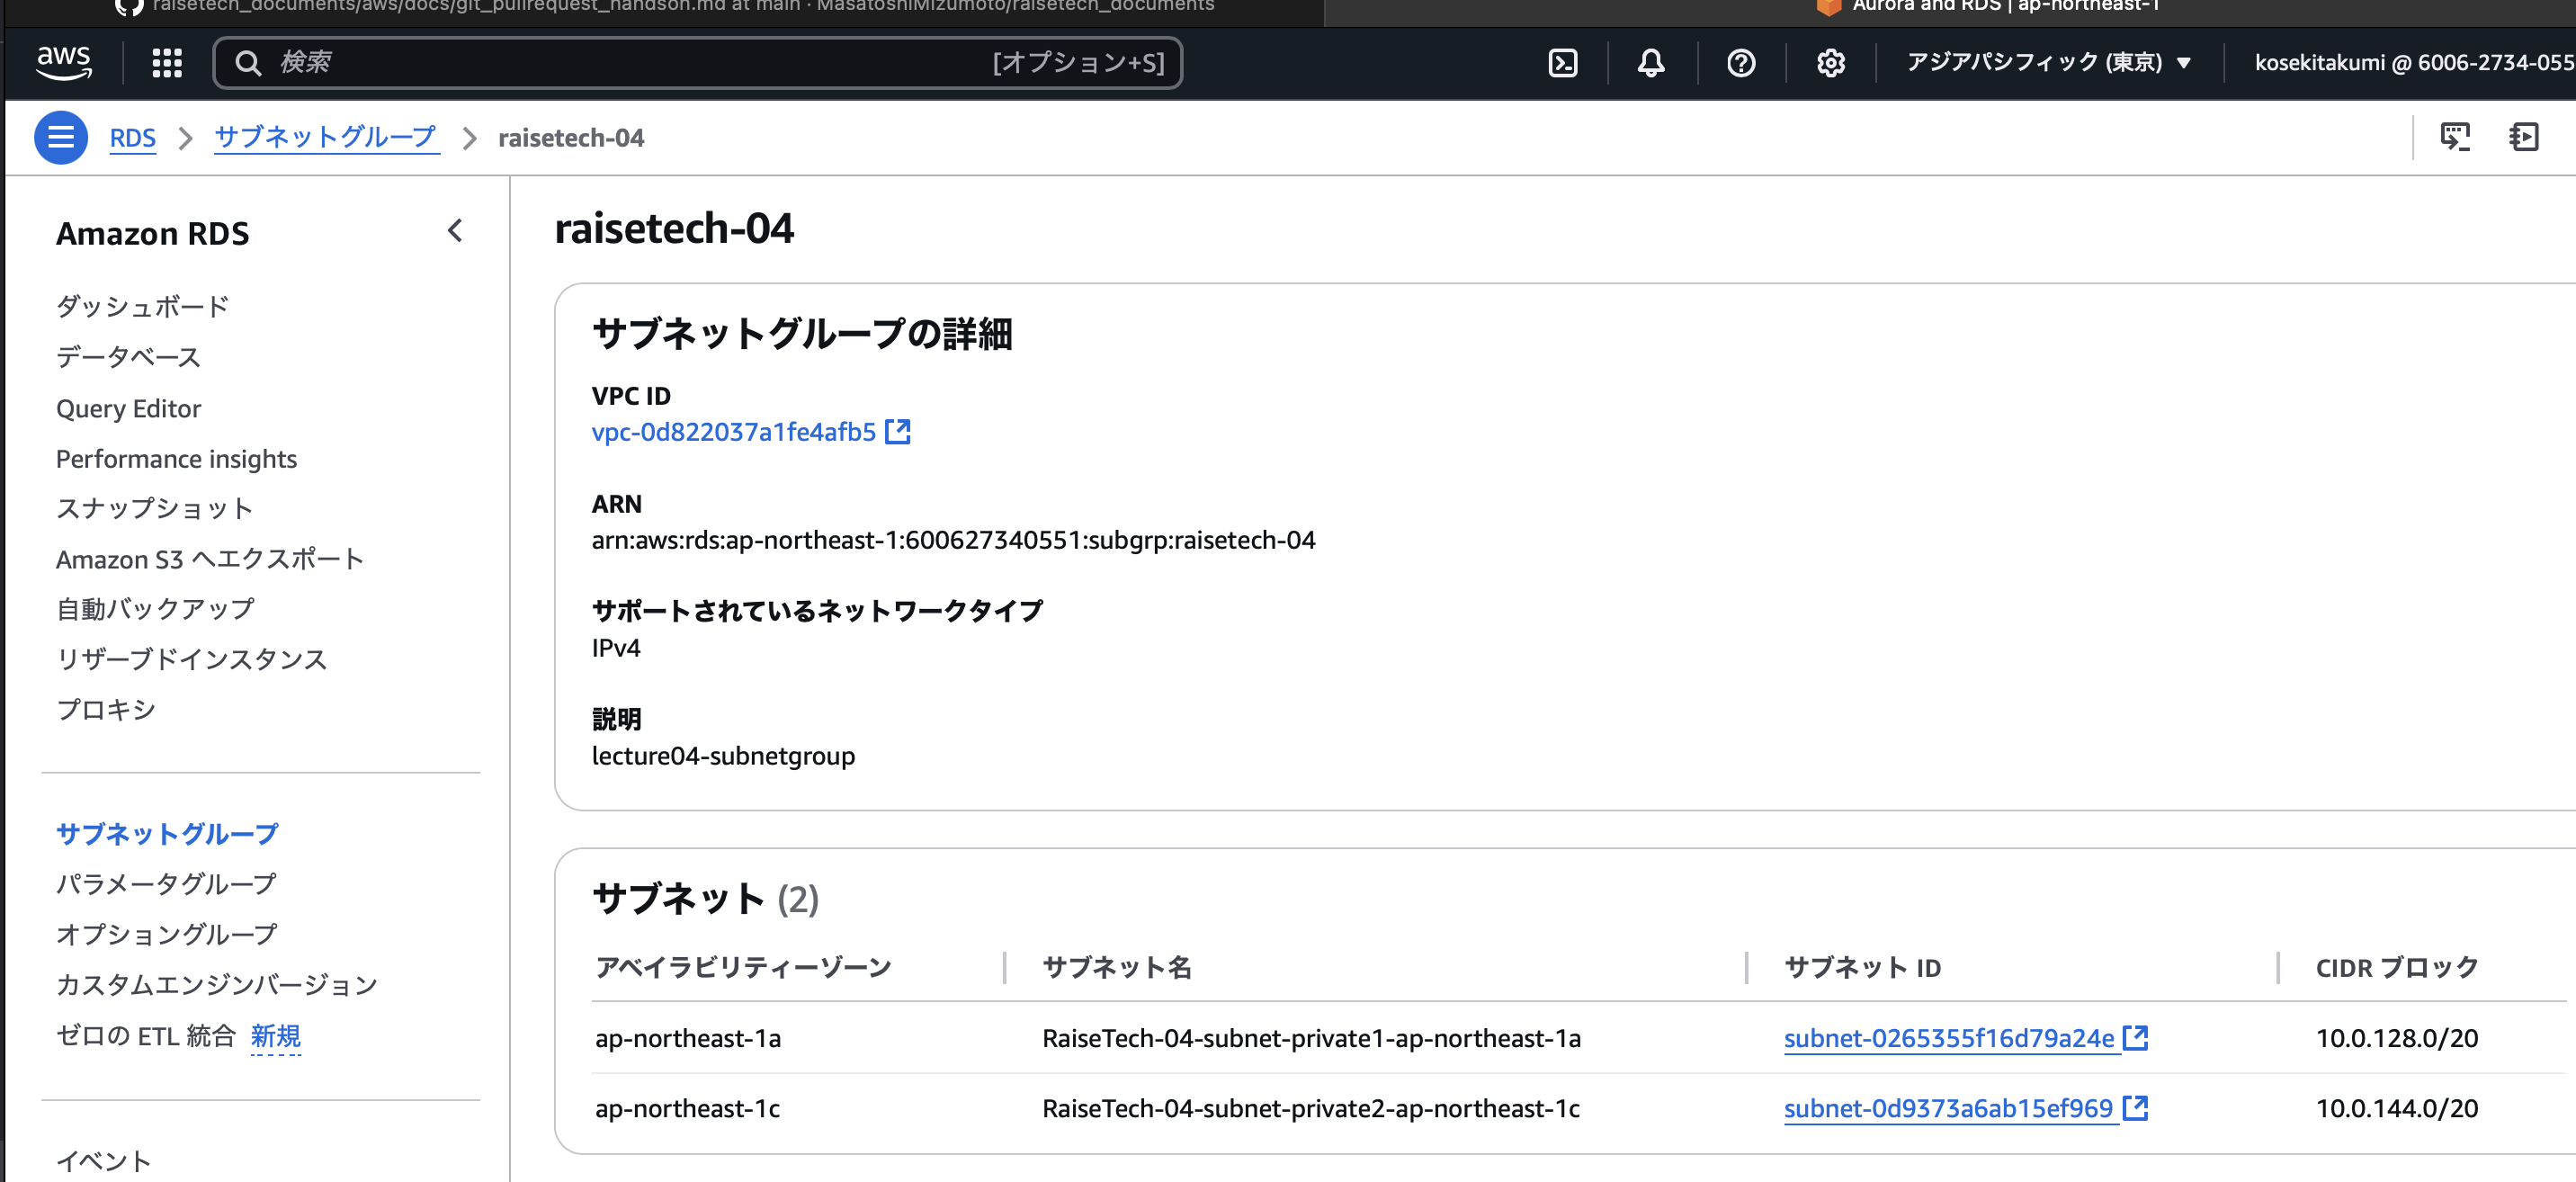 raisetech_documents/aws/docs/git_pullrequest_handson.md at main · MasatoshiMizumoto/raisetech_documents
Aurora and RDS | ap-northeast-1
aws
検索
[オプション+S]
アジアパシフィック (東京)
kosekitakumi @ 6006-2734-055
RDS
サブネットグループ
raisetech-04
Amazon RDS
ダッシュボード
データベース
Query Editor
Performance insights
スナップショット
Amazon S3 へエクスポート
自動バックアップ
リザーブドインスタンス
プロキシ
サブネットグループ
パラメータグループ
オプショングループ
カスタムエンジンバージョン
ゼロの ETL 統合 新規
イベント
raisetech-04
サブネットグループの詳細
VPC ID
vpc-0d822037a1fe4afb5
ARN
arn:aws:rds:ap-northeast-1:600627340551:subgrp:raisetech-04
サポートされているネットワークタイプ
IPv4
説明
lecture04-subnetgroup
サブネット (2)
アベイラビリティーゾーン サブネット名 サブネット ID CIDR ブロック
ap-northeast-1a RaiseTech-04-subnet-private1-ap-northeast-1a subnet-0265355f16d79a24e 10.0.128.0/20
ap-northeast-1c RaiseTech-04-subnet-private2-ap-northeast-1c subnet-0d9373a6ab15ef969 10.0.144.0/20